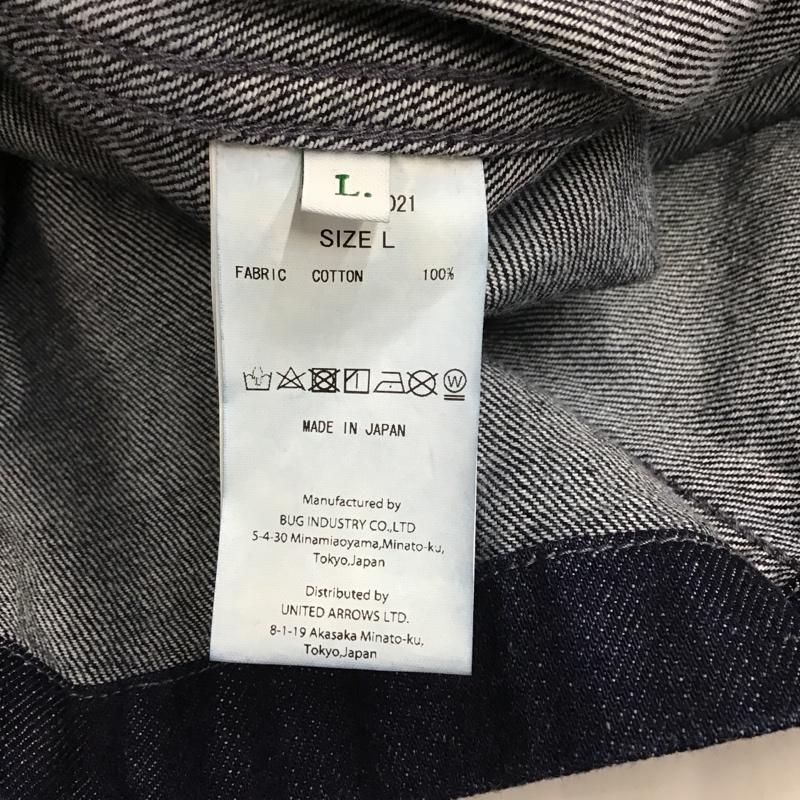 L.
021
SIZE L
FABRIC COTTON 100%
W
MADE IN JAPAN
Manufactured by
BUG INDUSTRY CO.,LTD
5-4-30 Minamiaoyama,Minato-ku,
Tokyo,Japan
Distributed by
UNITED ARROWS LTD.
8-1-19 Akasaka Minato-ku,
Tokyo,Japan